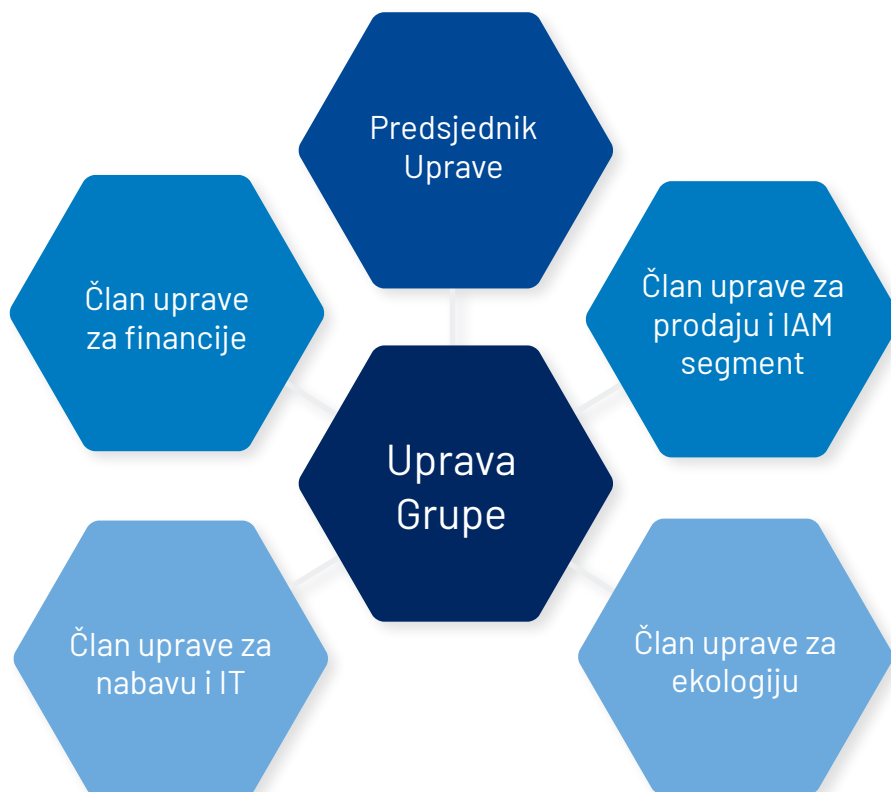 Predsjednik
Uprave
Član uprave
za financije
Član uprave za
prodaju i IAM
segment
Uprava
Grupe
Član uprave za
nabavu i IT
Član uprave za
ekologiju